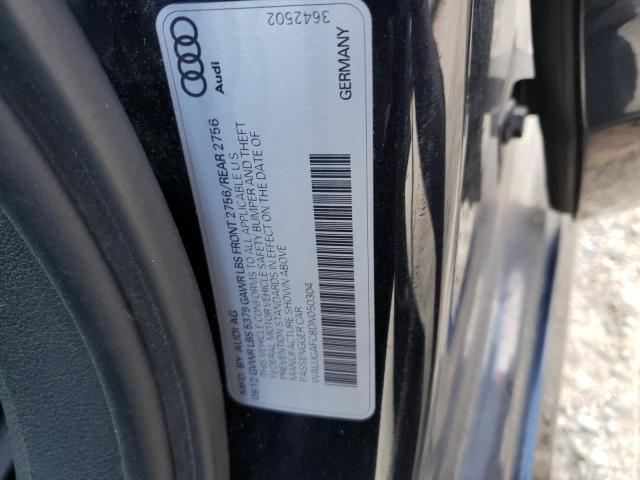 Audi
3642502
GERMANY
MFD. BY AUDI AG
08 12 GVWR LBS 5379 GAWR LBS FRONT 2756/REAR 2756
THIS VEHICLE CONFORMS TO ALL APPLICABLE U S
FEDERAL MOTOR VEHICLE SAFETY BUMPER AND THEFT
PREVENTION STANDARDS IN EFFECT ON THE DATE OF
MANUFACTURE SHOWN ABOVE
PASSENGER CAR
WAUJGAFC8DN050304